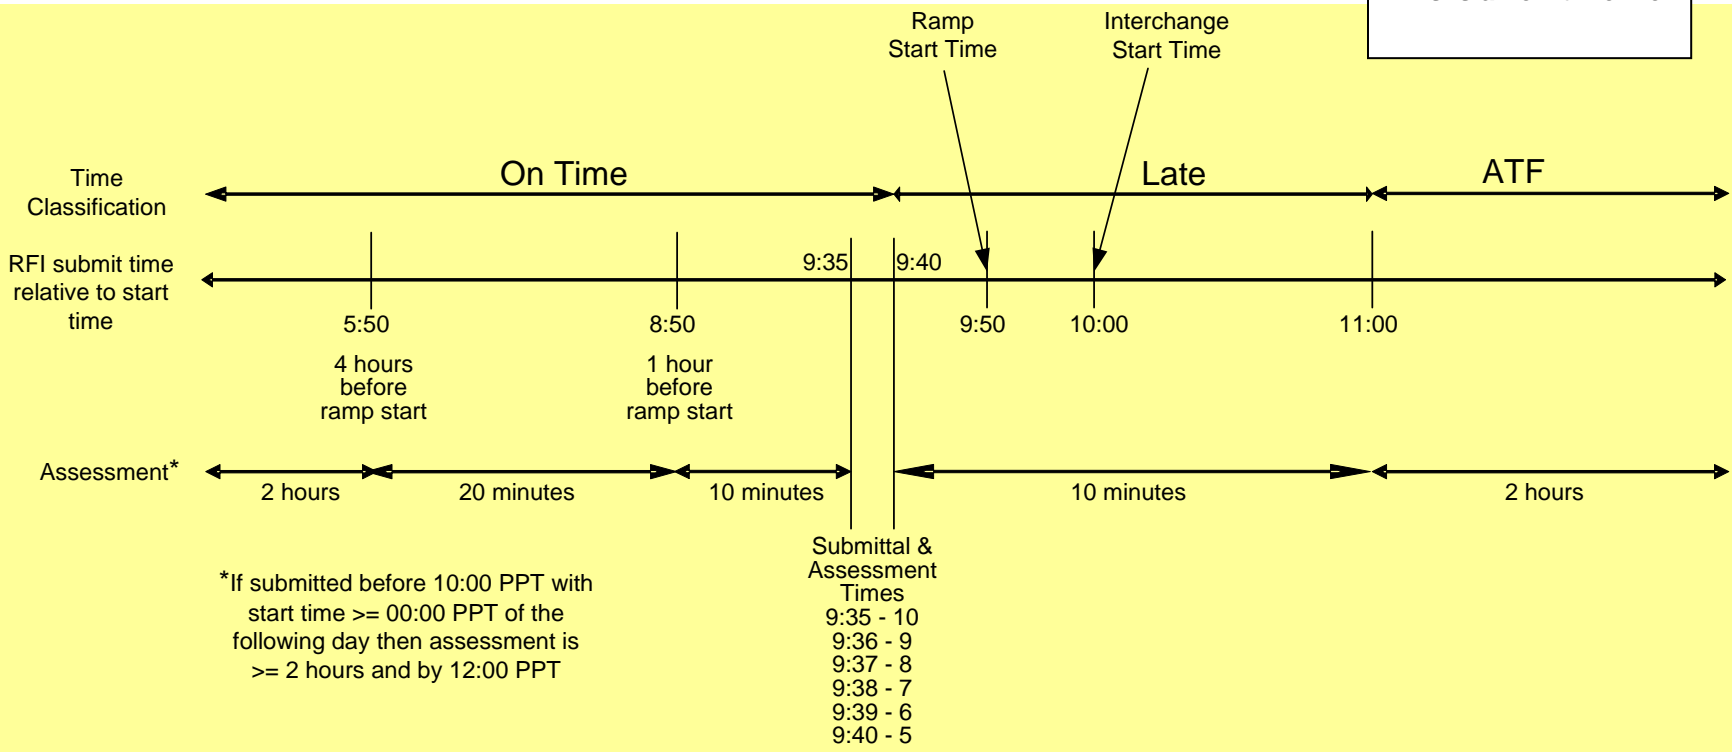 Ramp
Start Time
Interchange
Start Time
Time
Classification
On Time
Late
ATF
RFI submit time
relative to start
time
9:35
9:40
5:50
8:50
9:50
10:00
11:00
4 hours
before
ramp start
1 hour
before
ramp start
Assessment*
2 hours
20 minutes
10 minutes
10 minutes
2 hours
Submittal &
Assessment
Times
9:35 - 10
9:36 - 9
9:37 - 8
9:38 - 7
9:39 - 6
9:40 - 5
*If submitted before 10:00 PPT with
start time >= 00:00 PPT of the
following day then assessment is
>= 2 hours and by 12:00 PPT